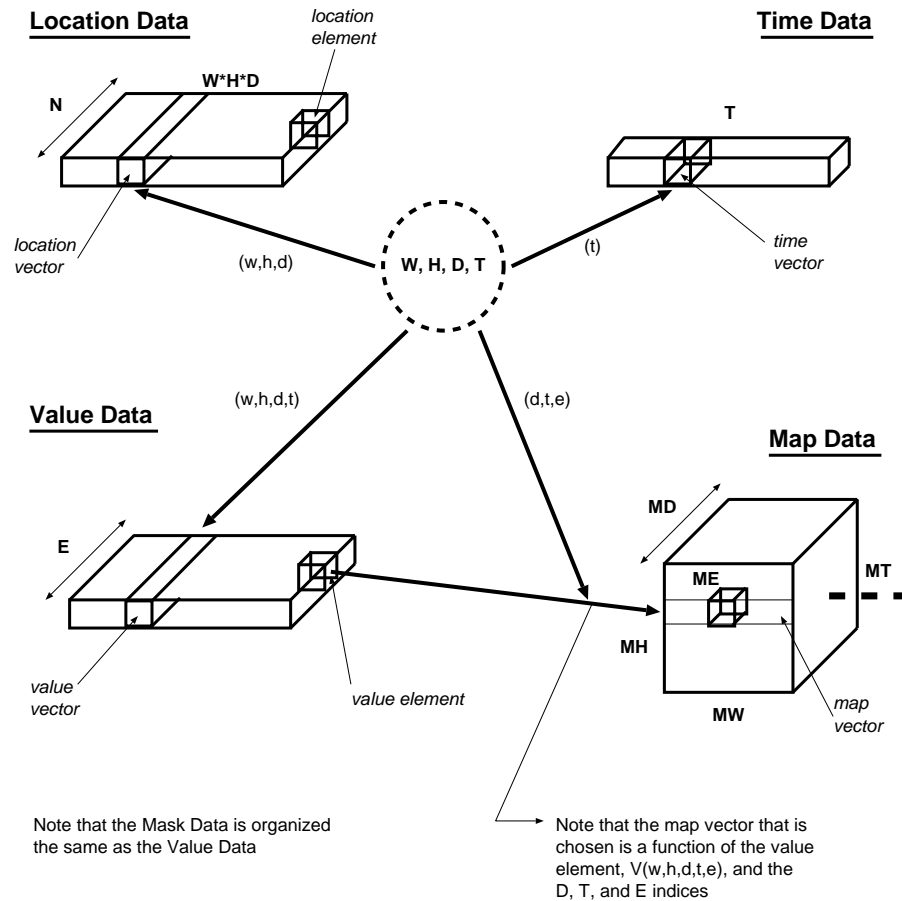 Location Data
location
element
Time Data
W*H*D
N
T
location
vector
(w,h,d)
W, H, D, T
(t)
time
vector
(w,h,d,t)
(d,t,e)
Value Data
Map Data
MD
E
ME
MT
MH
value
vector
value element
MW
map
vector
Note that the Mask Data is organized
the same as the Value Data
Note that the map vector that is
chosen is a function of the value
element, V(w,h,d,t,e), and the
D, T, and E indices